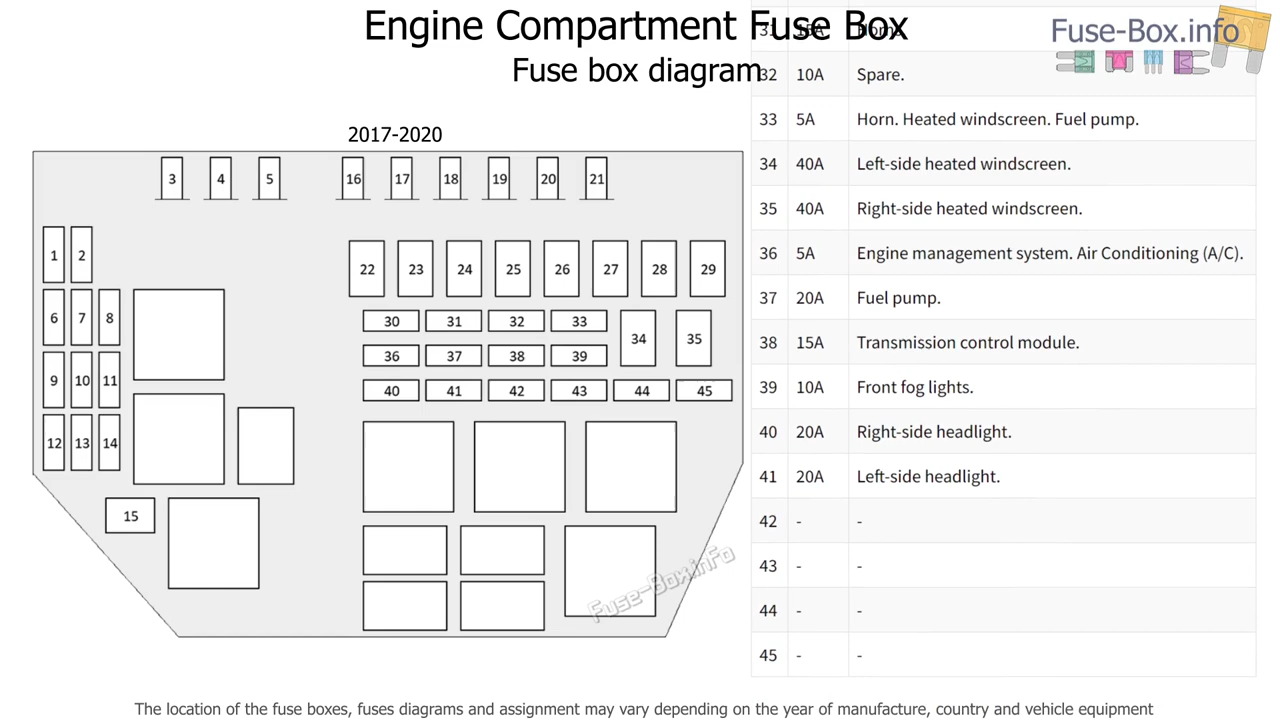 Engine Compartment Fuse Box
Fuse box diagram
Fuse-Box.info
2017-2020
3 4 5 16 17 18 19 20 21
1 2
22 23 24 25 26 27 28 29
6 7 8
30 31 32 33
34 35
36 37 38 39
9 10 11
40 41 42 43 44 45
12 13 14
15
Fuse-Box.info
31 15A Horns
32 10A Spare.
33 5A Horn. Heated windscreen. Fuel pump.
34 40A Left-side heated windscreen.
35 40A Right-side heated windscreen.
36 5A Engine management system. Air Conditioning (A/C).
37 20A Fuel pump.
38 15A Transmission control module.
39 10A Front fog lights.
40 20A Right-side headlight.
41 20A Left-side headlight.
42 - -
43 - -
44 - -
45 - -
The location of the fuse boxes, fuses diagrams and assignment may vary depending on the year of manufacture, country and vehicle equipment